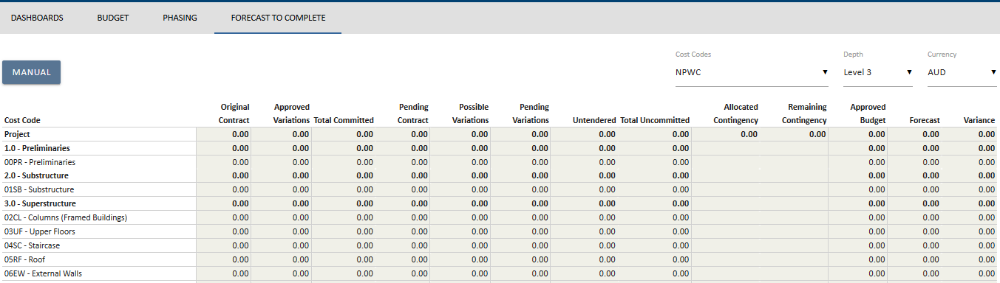 DASHBOARDS BUDGET PHASING FORECAST TO COMPLETE
Cost Codes Depth Currency
MANUAL NPWC ▼ Level 3 ▼ AUD ▼
Original Approved Pending Possible Pending Allocated Remaining Approved
Cost Code Contract Variations Total Committed Contract Variations Variations Untendered Total Uncommitted Contingency Contingency Budget Forecast Variance
Project 0.00 0.00 0.00 0.00 0.00 0.00 0.00 0.00 0.00 0.00 0.00 0.00 0.00
1.0 - Preliminaries 0.00 0.00 0.00 0.00 0.00 0.00 0.00 0.00 0.00 0.00 0.00
00PR - Preliminaries 0.00 0.00 0.00 0.00 0.00 0.00 0.00 0.00 0.00 0.00 0.00
2.0 - Substructure 0.00 0.00 0.00 0.00 0.00 0.00 0.00 0.00 0.00 0.00 0.00
01SB - Substructure 0.00 0.00 0.00 0.00 0.00 0.00 0.00 0.00 0.00 0.00 0.00
3.0 - Superstructure 0.00 0.00 0.00 0.00 0.00 0.00 0.00 0.00 0.00 0.00 0.00
02CL - Columns (Framed Buildings) 0.00 0.00 0.00 0.00 0.00 0.00 0.00 0.00 0.00 0.00 0.00
03UF - Upper Floors 0.00 0.00 0.00 0.00 0.00 0.00 0.00 0.00 0.00 0.00 0.00
04SC - Staircase 0.00 0.00 0.00 0.00 0.00 0.00 0.00 0.00 0.00 0.00 0.00
05RF - Roof 0.00 0.00 0.00 0.00 0.00 0.00 0.00 0.00 0.00 0.00 0.00
06EW - External Walls 0.00 0.00 0.00 0.00 0.00 0.00 0.00 0.00 0.00 0.00 0.00